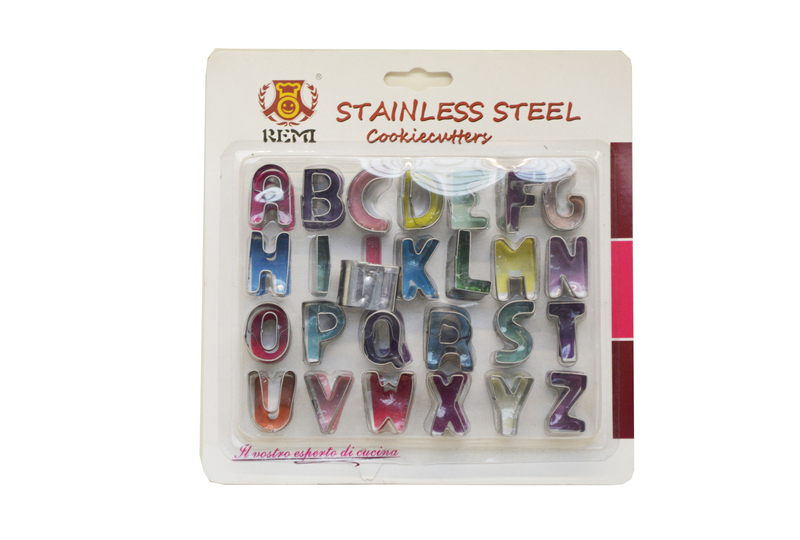 ®
REMI
STAINLESS STEEL
Cookiecutters
A B C D E F G
H I J K L M N
O P Q R S T
U V W X Y Z
Il vostro esperto di cucina